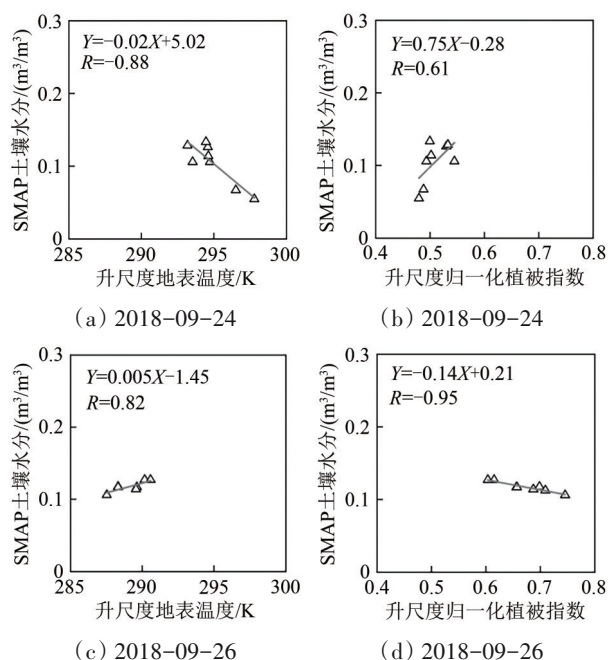 Y=−0.02X+5.02
R=−0.88
SMAP土壤水分/(m³/m³)
0.3
0.2
0.1
0
285
290
295
300
升尺度地表温度/K
(a) 2018-09-24
Y=0.75X−0.28
R=0.61
SMAP土壤水分/(m³/m³)
0.3
0.2
0.1
0
0.4
0.5
0.6
0.7
0.8
升尺度归一化植被指数
(b) 2018-09-24
Y=0.005X−1.45
R=0.82
SMAP土壤水分/(m³/m³)
0.3
0.2
0.1
0
285
290
295
300
升尺度地表温度/K
(c) 2018-09-26
Y=−0.14X+0.21
R=−0.95
SMAP土壤水分/(m³/m³)
0.3
0.2
0.1
0
0.4
0.5
0.6
0.7
0.8
升尺度归一化植被指数
(d) 2018-09-26